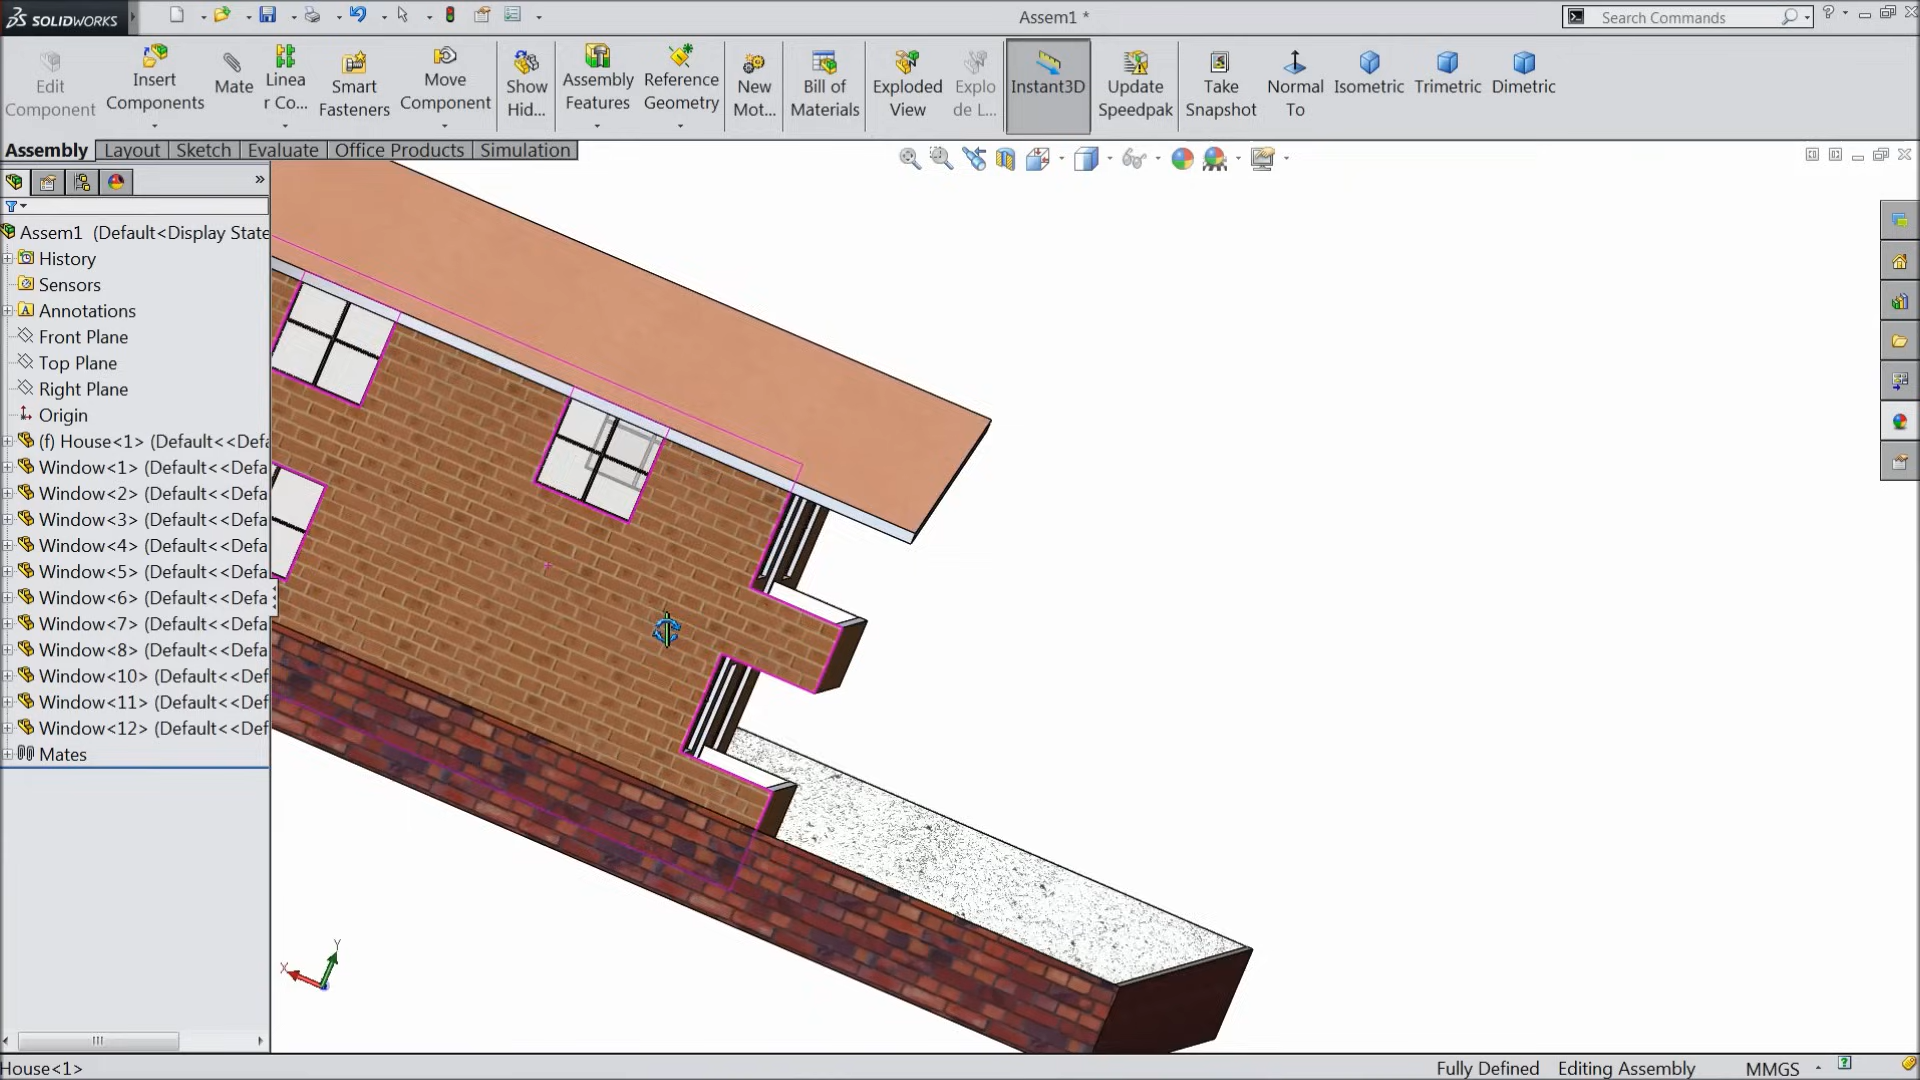 SOLIDWORKS
Assem1 *
Search Commands
Edit Component
Insert Components
Mate
Linea r Co...
Smart Fasteners
Move Component
Show Hid...
Assembly Features
Reference Geometry
New Mot...
Bill of Materials
Exploded View
Explo de L...
Instant3D
Update Speedpak
Take Snapshot
Normal To
Isometric
Trimetric
Dimetric
Assembly
Layout
Sketch
Evaluate
Office Products
Simulation
Assem1 (Default<Display State
History
Sensors
Annotations
Front Plane
Top Plane
Right Plane
Origin
(f) House<1> (Default<<Defa
Window<1> (Default<<Defa
Window<2> (Default<<Defa
Window<3> (Default<<Defa
Window<4> (Default<<Defa
Window<5> (Default<<Defa
Window<6> (Default<<Defa
Window<7> (Default<<Defa
Window<8> (Default<<Defa
Window<10> (Default<<Def
Window<11> (Default<<Def
Window<12> (Default<<Def
Mates
Y
X
House<1>
Fully Defined
Editing Assembly
MMGS